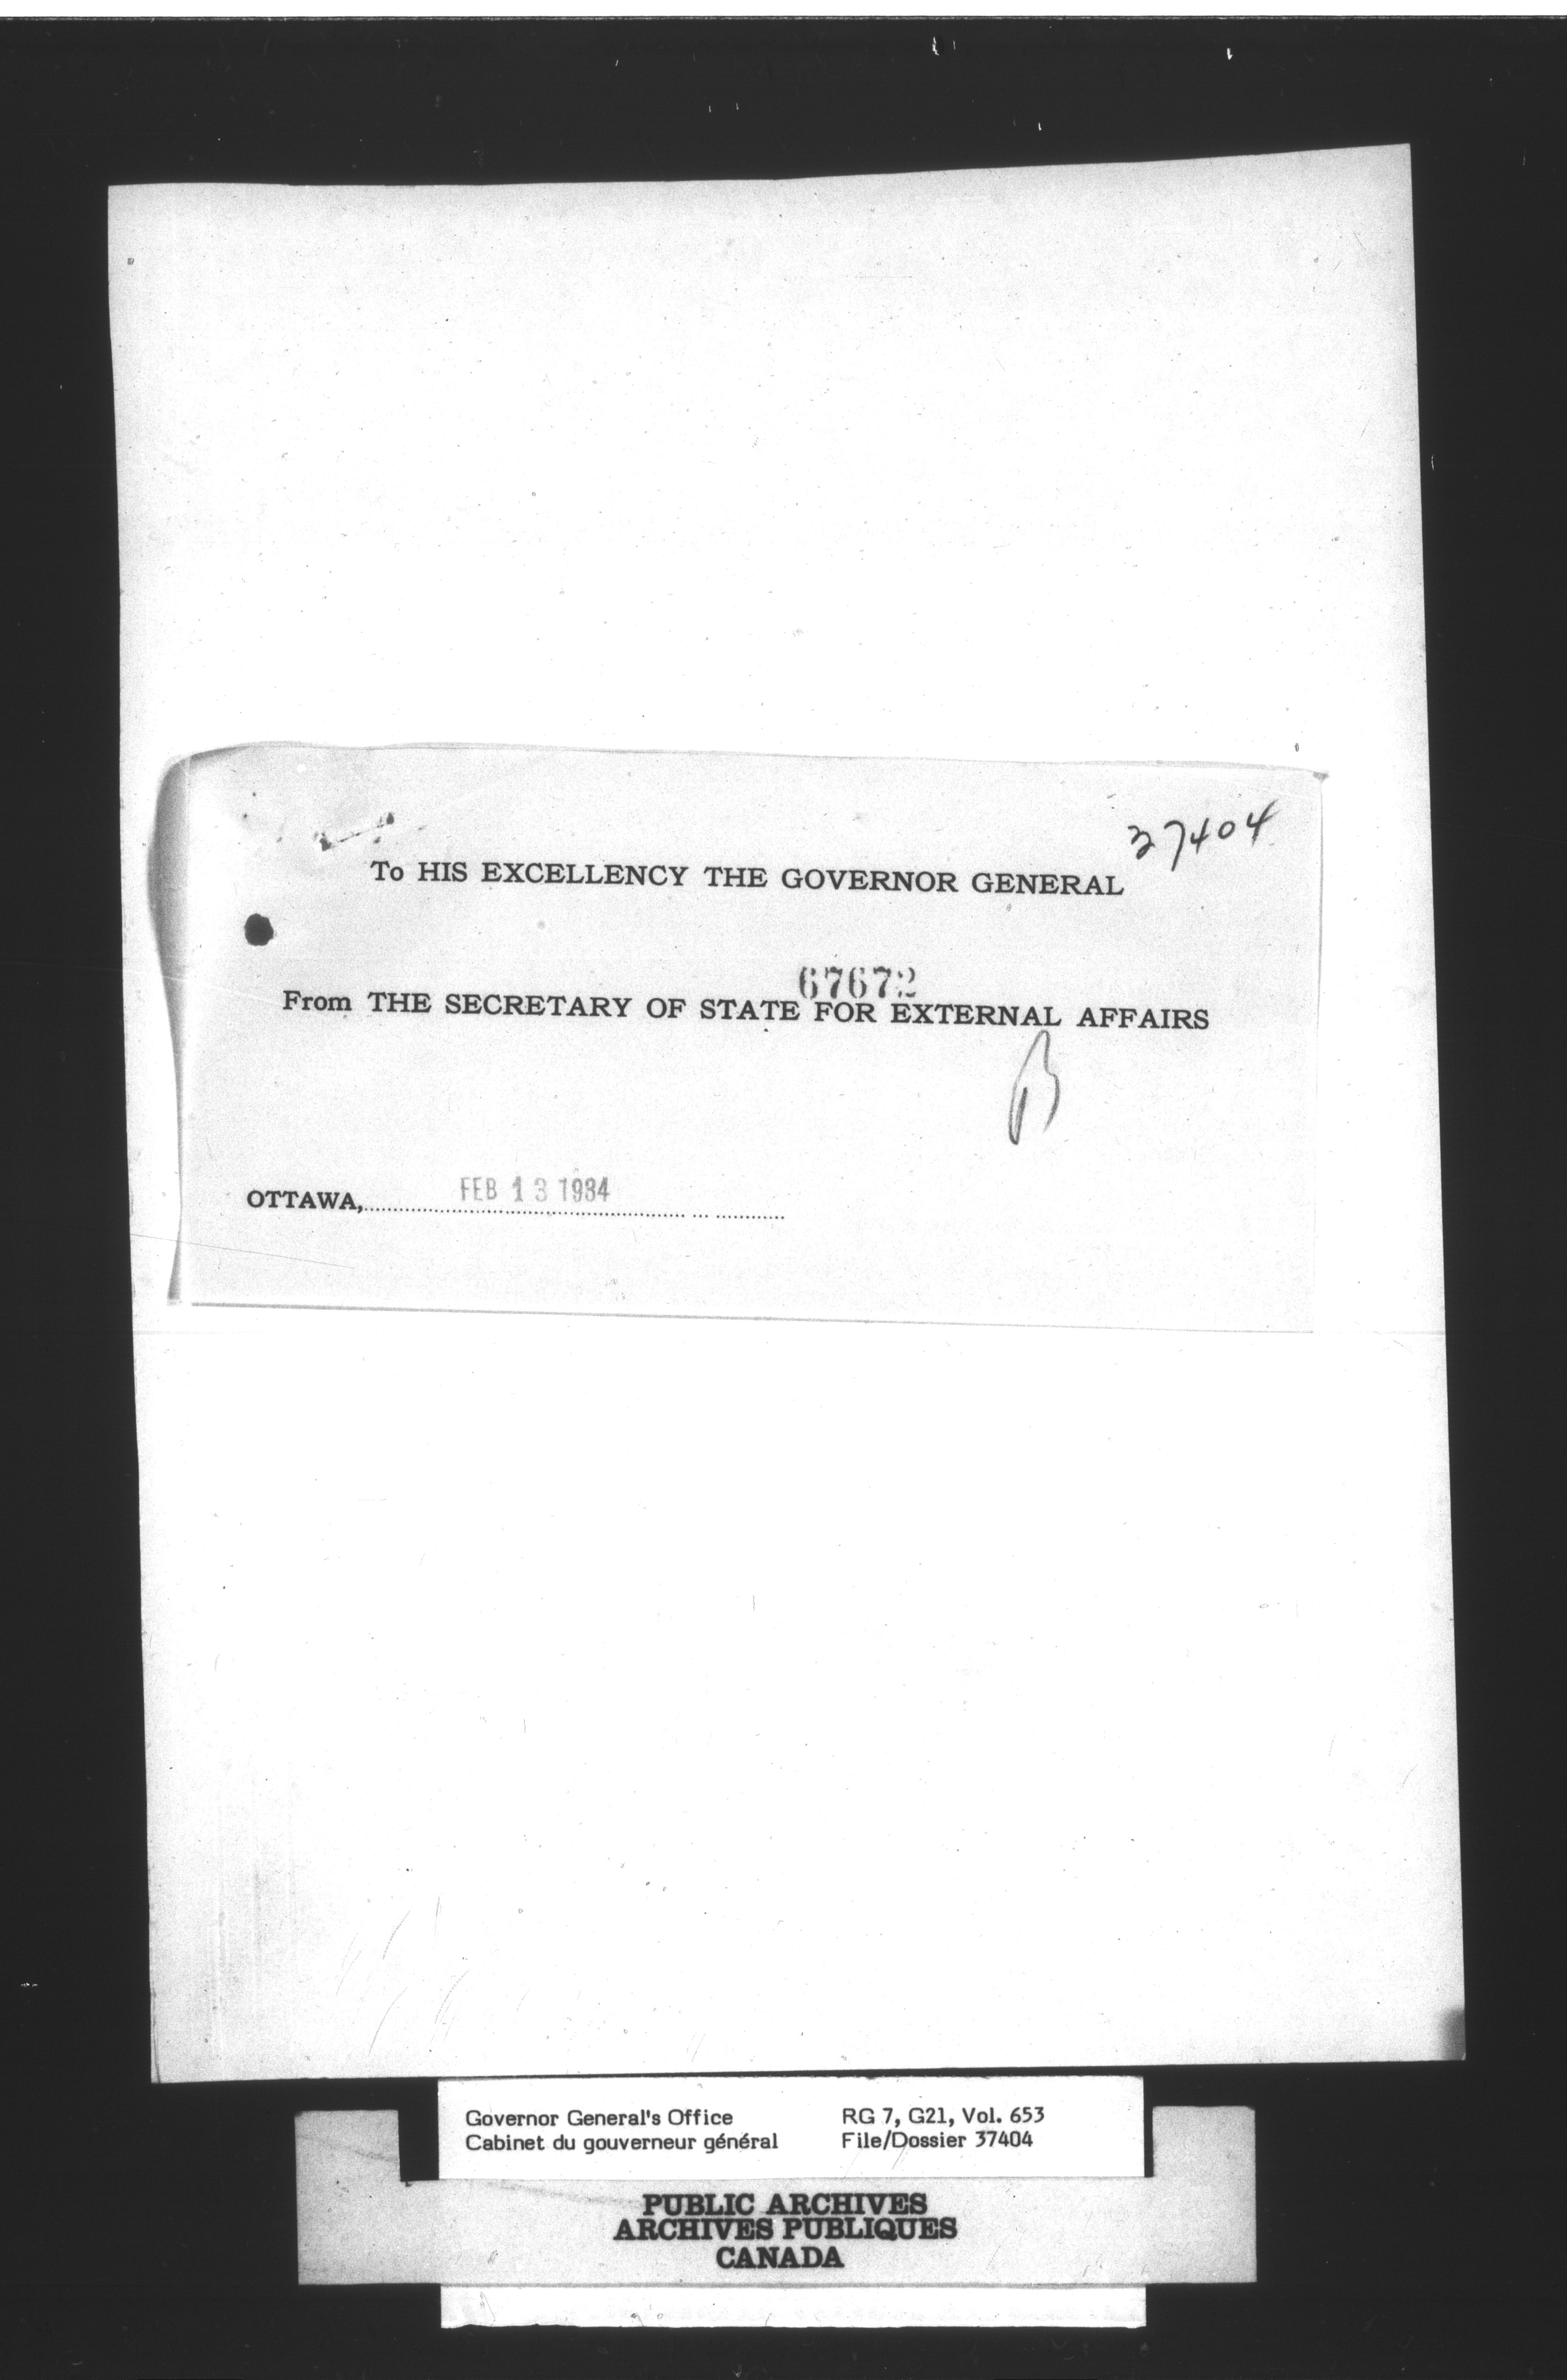 37404
To HIS EXCELLENCY THE GOVERNOR GENERAL
67672
From THE SECRETARY OF STATE FOR EXTERNAL AFFAIRS
OTTAWA, FEB 13 1934
Governor General's Office
Cabinet du gouverneur général
RG 7, G21, Vol. 653
File/Dossier 37404
PUBLIC ARCHIVES
ARCHIVES PUBLIQUES
CANADA